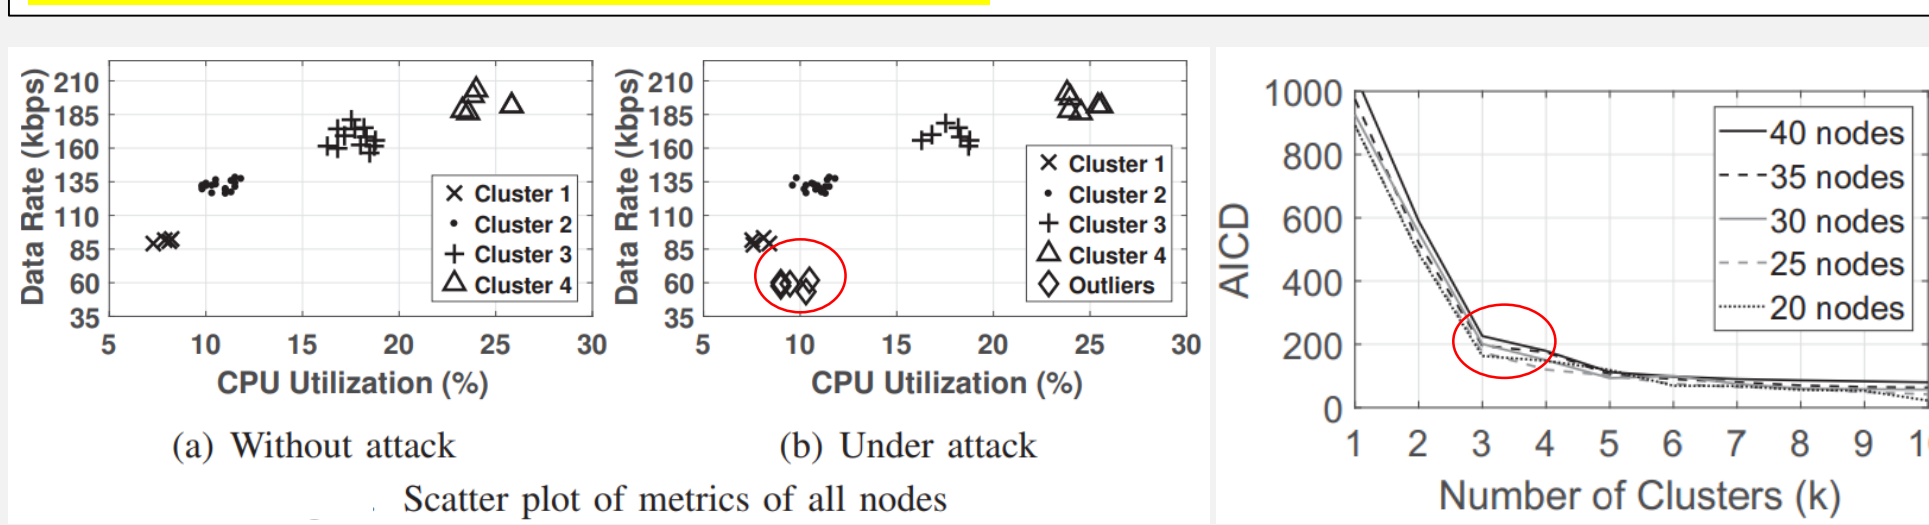 210
185
160
135
110
85
60
35
Data Rate (kbps)
Cluster 1
Cluster 2
Cluster 3
Cluster 4
5 10 15 20 25 30
CPU Utilization (%)
(a) Without attack
210
185
160
135
110
85
60
35
Data Rate (kbps)
Cluster 1
Cluster 2
Cluster 3
Cluster 4
Outliers
5 10 15 20 25 30
CPU Utilization (%)
(b) Under attack
Scatter plot of metrics of all nodes
1000
800
600
400
200
0
AICD
40 nodes
35 nodes
30 nodes
25 nodes
20 nodes
1 2 3 4 5 6 7 8 9
Number of Clusters (k)